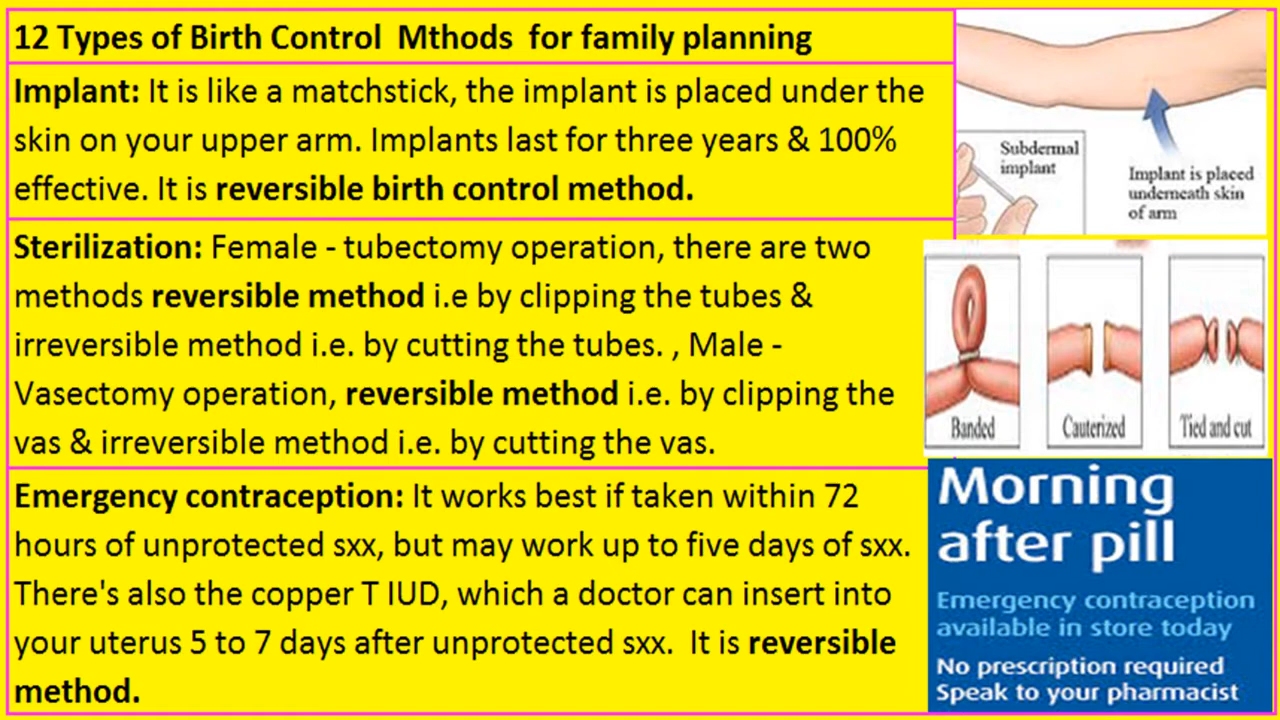 12 Types of Birth Control  Mthods  for family planning
Implant: It is like a matchstick, the implant is placed under the
skin on your upper arm. Implants last for three years & 100%
effective. It is reversible birth control method.
Subdermal
implant
Implant is placed
underneath skin
of arm
Sterilization: Female - tubectomy operation, there are two
methods reversible method i.e by clipping the tubes &
irreversible method i.e. by cutting the tubes. , Male -
Vasectomy operation, reversible method i.e. by clipping the
vas & irreversible method i.e. by cutting the vas.
Banded
Cauterized
Tied and cut
Emergency contraception: It works best if taken within 72
hours of unprotected sxx, but may work up to five days of sxx.
There's also the copper T IUD, which a doctor can insert into
your uterus 5 to 7 days after unprotected sxx.  It is reversible
method.
Morning
after pill
Emergency contraception
available in store today
No prescription required
Speak to your pharmacist